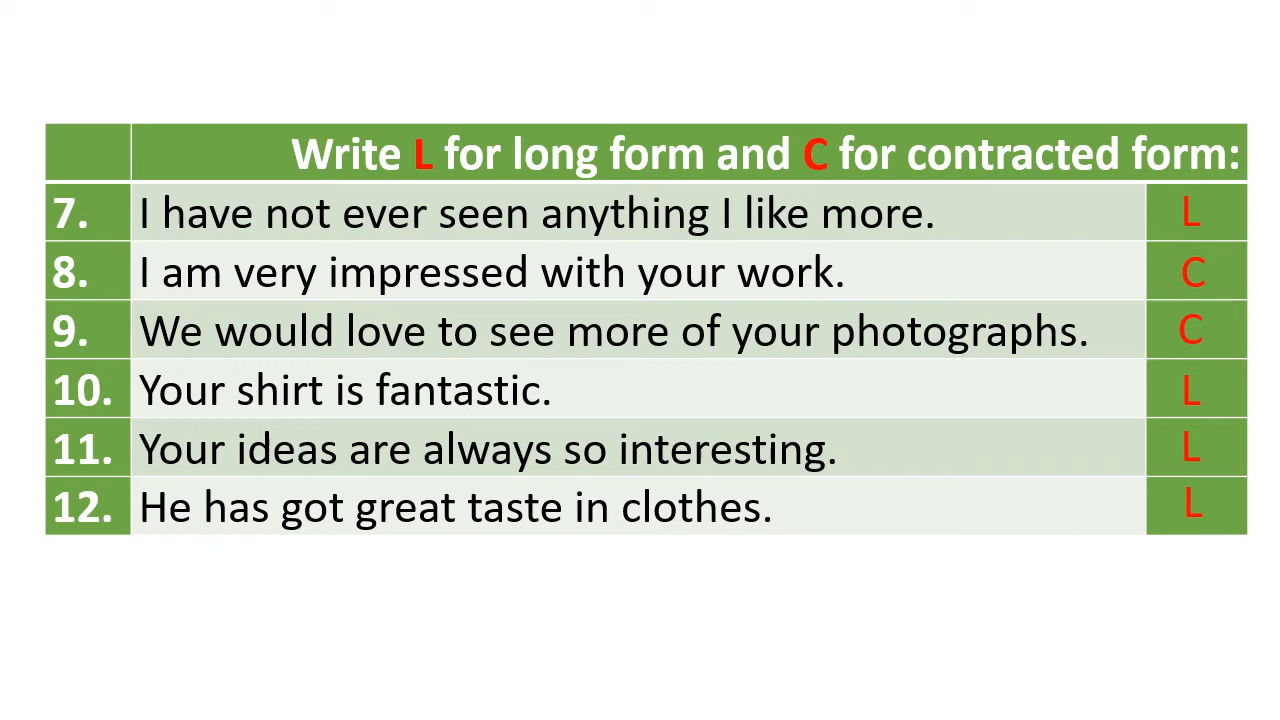 Write L for long form and C for contracted form:
7. I have not ever seen anything I like more. L
8. I am very impressed with your work. C
9. We would love to see more of your photographs. C
10. Your shirt is fantastic. L
11. Your ideas are always so interesting. L
12. He has got great taste in clothes. L